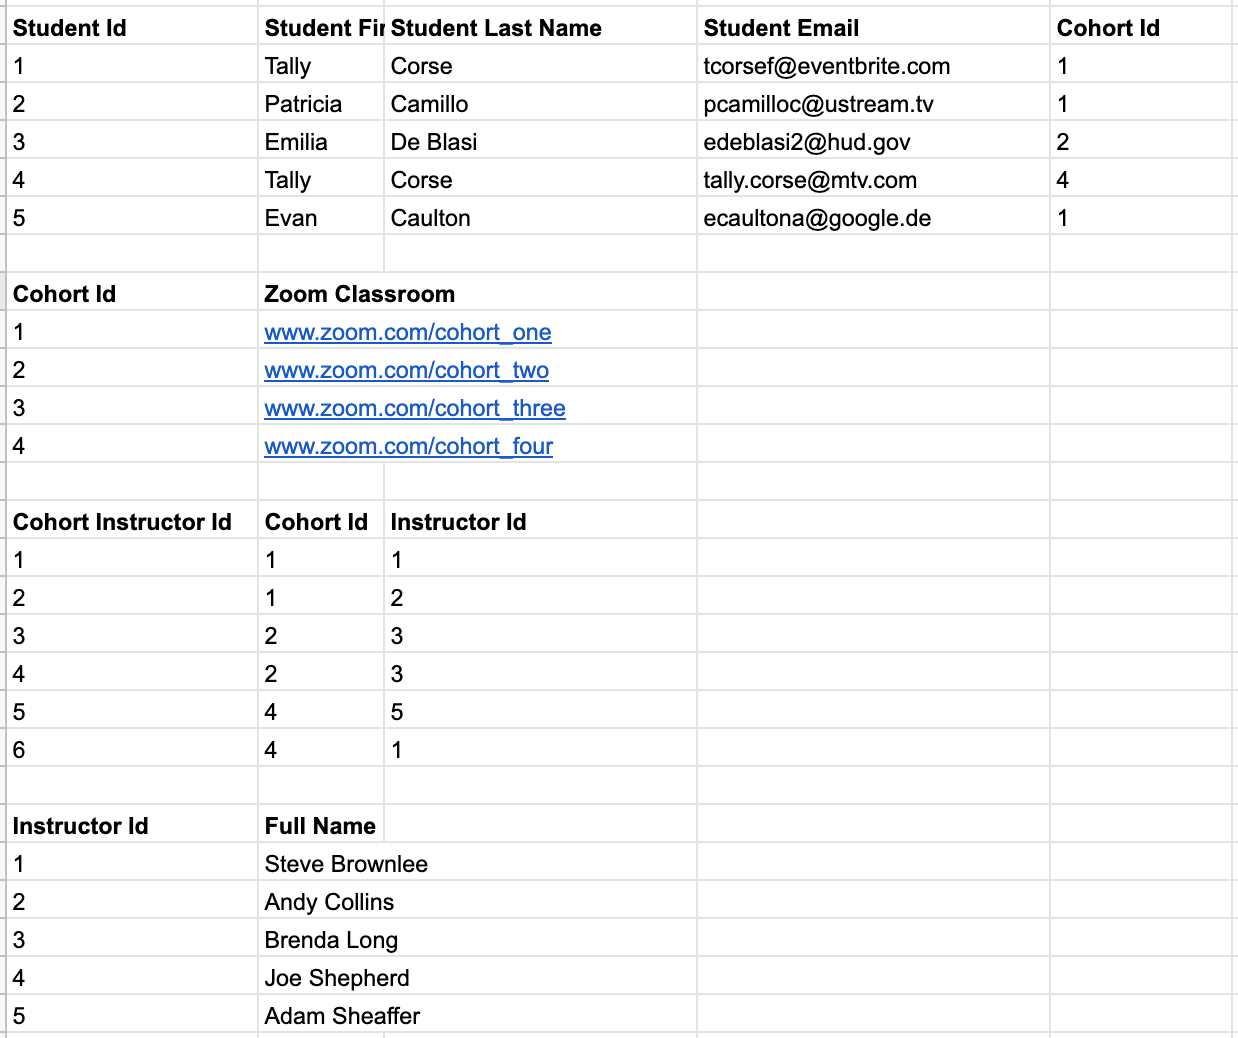 Student Id Student Fir Student Last Name Student Email Cohort Id
1 Tally Corse tcorsef@eventbrite.com 1
2 Patricia Camillo pcamilloc@ustream.tv 1
3 Emilia De Blasi edeblasi2@hud.gov 2
4 Tally Corse tally.corse@mtv.com 4
5 Evan Caulton ecaultona@google.de 1
Cohort Id Zoom Classroom
1 www.zoom.com/cohort_one
2 www.zoom.com/cohort_two
3 www.zoom.com/cohort_three
4 www.zoom.com/cohort_four
Cohort Instructor Id Cohort Id Instructor Id
1 1 1
2 1 2
3 2 3
4 2 3
5 4 5
6 4 1
Instructor Id Full Name
1 Steve Brownlee
2 Andy Collins
3 Brenda Long
4 Joe Shepherd
5 Adam Sheaffer